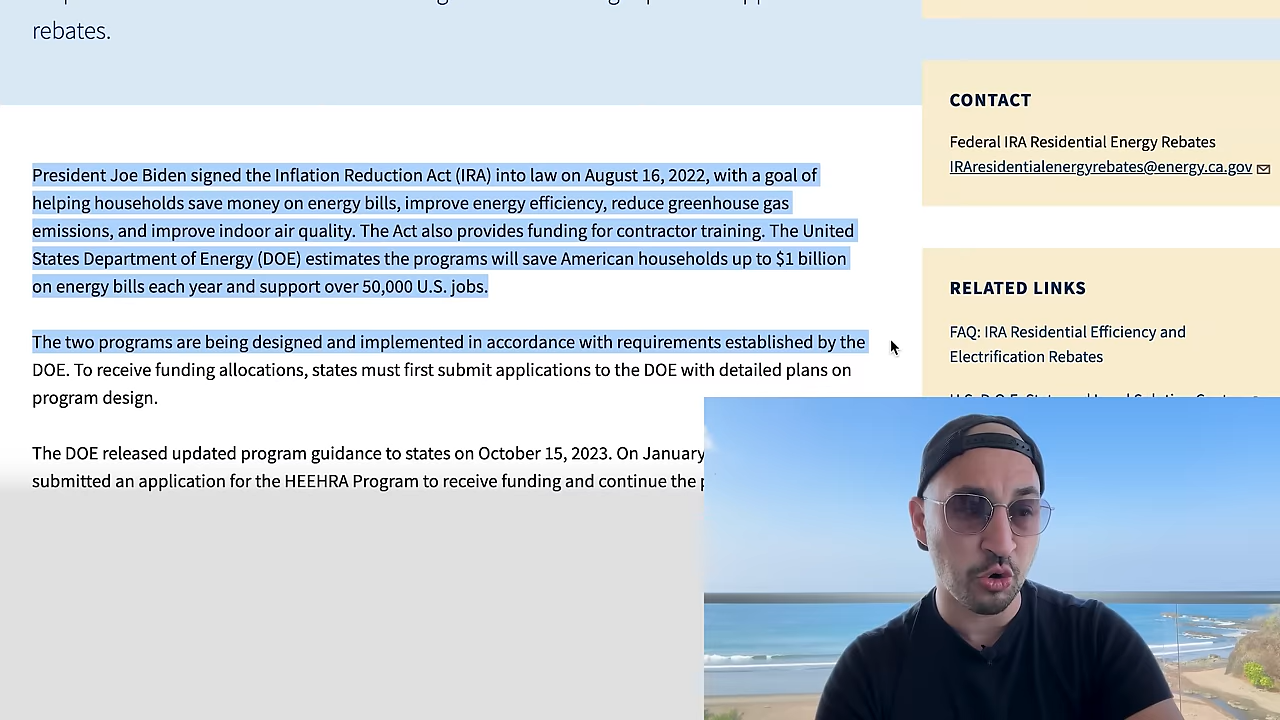 rebates.
President Joe Biden signed the Inflation Reduction Act (IRA) into law on August 16, 2022, with a goal of
helping households save money on energy bills, improve energy efficiency, reduce greenhouse gas
emissions, and improve indoor air quality. The Act also provides funding for contractor training. The United
States Department of Energy (DOE) estimates the programs will save American households up to $1 billion
on energy bills each year and support over 50,000 U.S. jobs.
The two programs are being designed and implemented in accordance with requirements established by the
DOE. To receive funding allocations, states must first submit applications to the DOE with detailed plans on
program design.
The DOE released updated program guidance to states on October 15, 2023. On January
submitted an application for the HEEHRA Program to receive funding and continue the
CONTACT
Federal IRA Residential Energy Rebates
IRAresidentialenergyrebates@energy.ca.gov
RELATED LINKS
FAQ: IRA Residential Efficiency and
Electrification Rebates